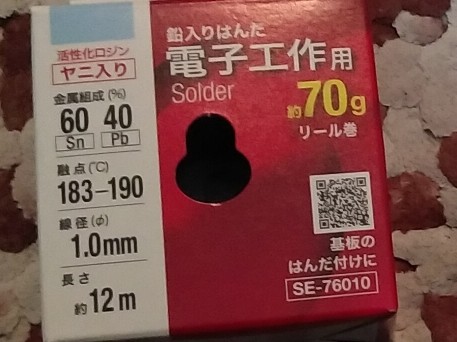 活性化ロジン
ヤニ入り
金属組成(%)
60 40
Sn Pb
融点(℃)
183-190
線径(φ)
1.0mm
長さ
約12m
鉛入りはんだ
電子工作用
Solder
約70g
リール巻
基板の
はんだ付けに
SE-76010